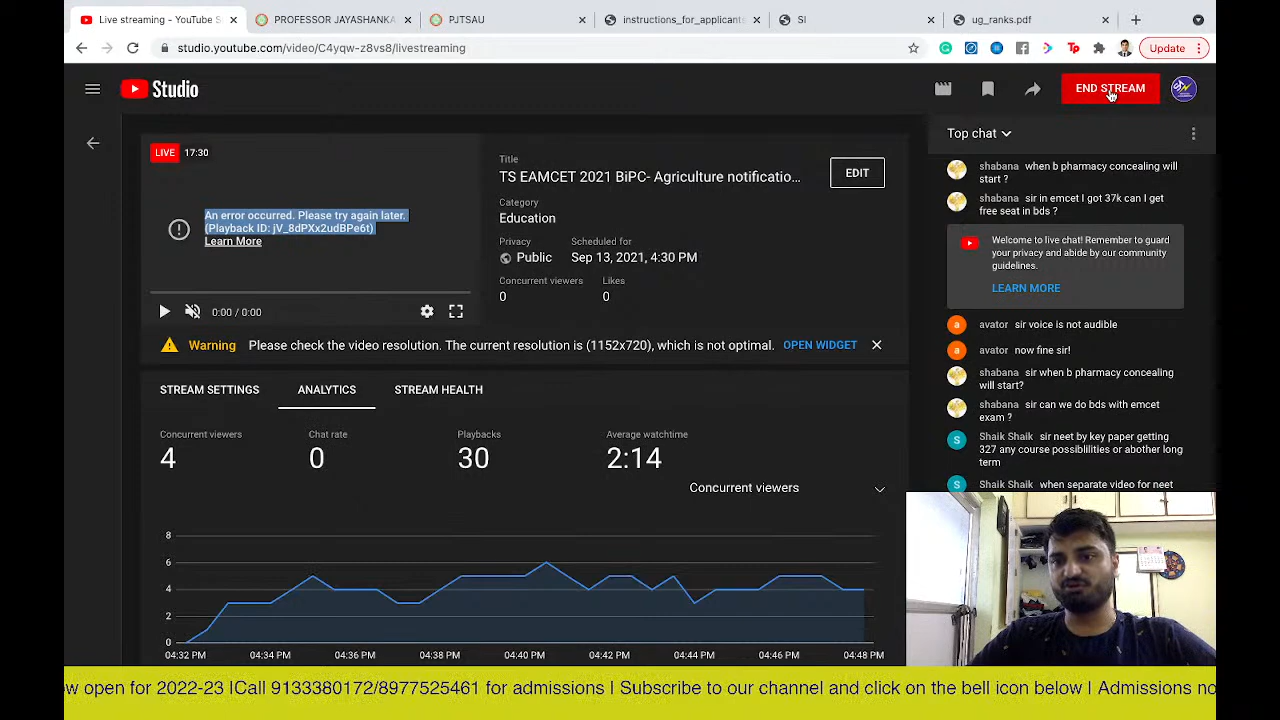 Live streaming - YouTube S
PROFESSOR JAYASHANKA
PJTSAU
instructions_for_applicants
SI
ug_ranks.pdf
studio.youtube.com/video/C4yqw-z8vs8/livestreaming
Tp
Update
Studio
END STREAM
LIVE 17:30
An error occurred. Please try again later.
(Playback ID: jV_8dPXx2udBPe6t)
Learn More
0:00 / 0:00
Title
TS EAMCET 2021 BiPC- Agriculture notificatio...
EDIT
Category
Education
Privacy
Public
Scheduled for
Sep 13, 2021, 4:30 PM
Concurrent viewers
0
Likes
0
Warning Please check the video resolution. The current resolution is (1152x720), which is not optimal. OPEN WIDGET
STREAM SETTINGS
ANALYTICS
STREAM HEALTH
Concurrent viewers
4
Chat rate
0
Playbacks
30
Average watchtime
2:14
Concurrent viewers
8
6
4
2
0
04:32 PM 04:34 PM 04:36 PM 04:38 PM 04:40 PM 04:42 PM 04:44 PM 04:46 PM 04:48 PM
Top chat
shabana when b pharmacy concealing will
start ?
shabana sir in emcet I got 37k can I get
free seat in bds ?
Welcome to live chat! Remember to guard
your privacy and abide by our community
guidelines.
LEARN MORE
a avator sir voice is not audible
a avator now fine sir!
shabana sir when b pharmacy concealing
will start?
shabana sir can we do bds with emcet
exam ?
S Shaik Shaik sir neet by key paper getting
327 any course possiblilities or abother long
term
S Shaik Shaik when separate video for neet
ow open for 2022-23 |Call 9133380172/8977525461 for admissions | Subscribe to our channel and click on the bell icon below | Admissions no